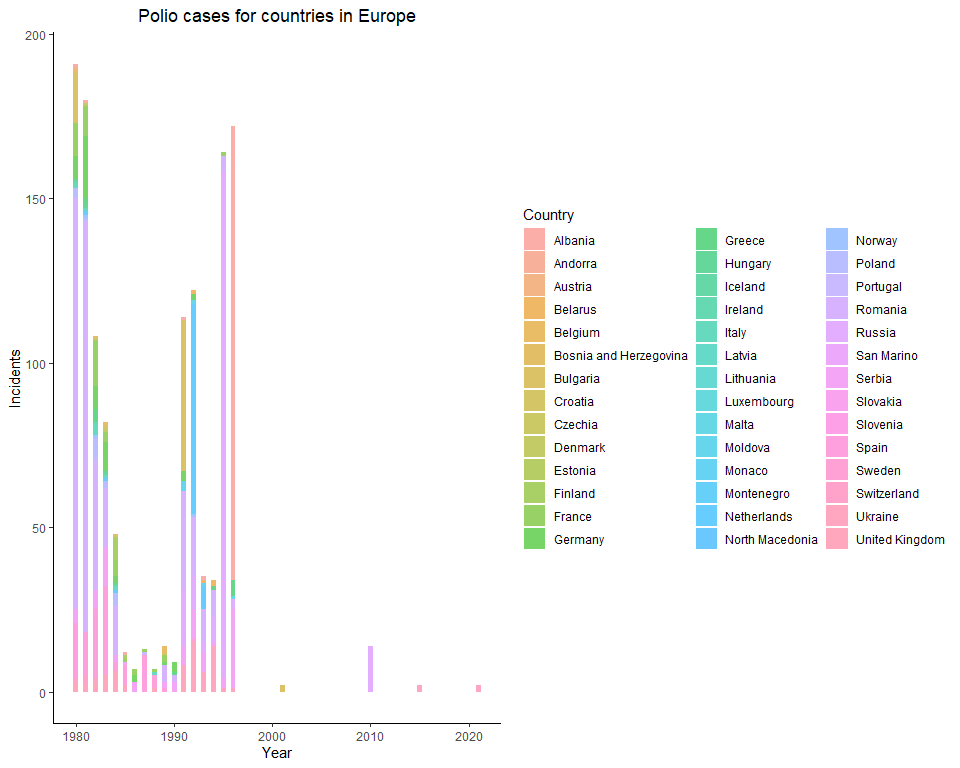 Polio cases for countries in Europe
200
150
100
50
0
Incidents
1980
1990
2000
2010
2020
Year
Country
Albania
Andorra
Austria
Belarus
Belgium
Bosnia and Herzegovina
Bulgaria
Croatia
Czechia
Denmark
Estonia
Finland
France
Germany
Greece
Hungary
Iceland
Ireland
Italy
Latvia
Lithuania
Luxembourg
Malta
Moldova
Monaco
Montenegro
Netherlands
North Macedonia
Norway
Poland
Portugal
Romania
Russia
San Marino
Serbia
Slovakia
Slovenia
Spain
Sweden
Switzerland
Ukraine
United Kingdom